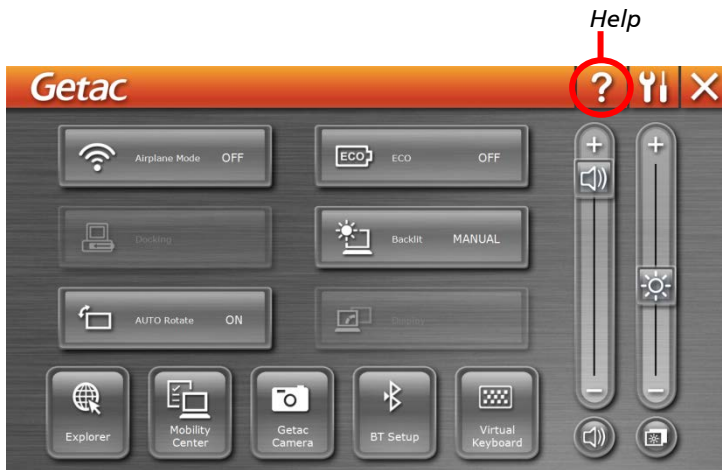 Help
Getac
?
Airplane Mode OFF
ECO ECO OFF
Docking
Backlit MANUAL
AUTO Rotate ON
Explorer
Mobility
Center
Getac
Camera
BT Setup
Virtual
Keyboard